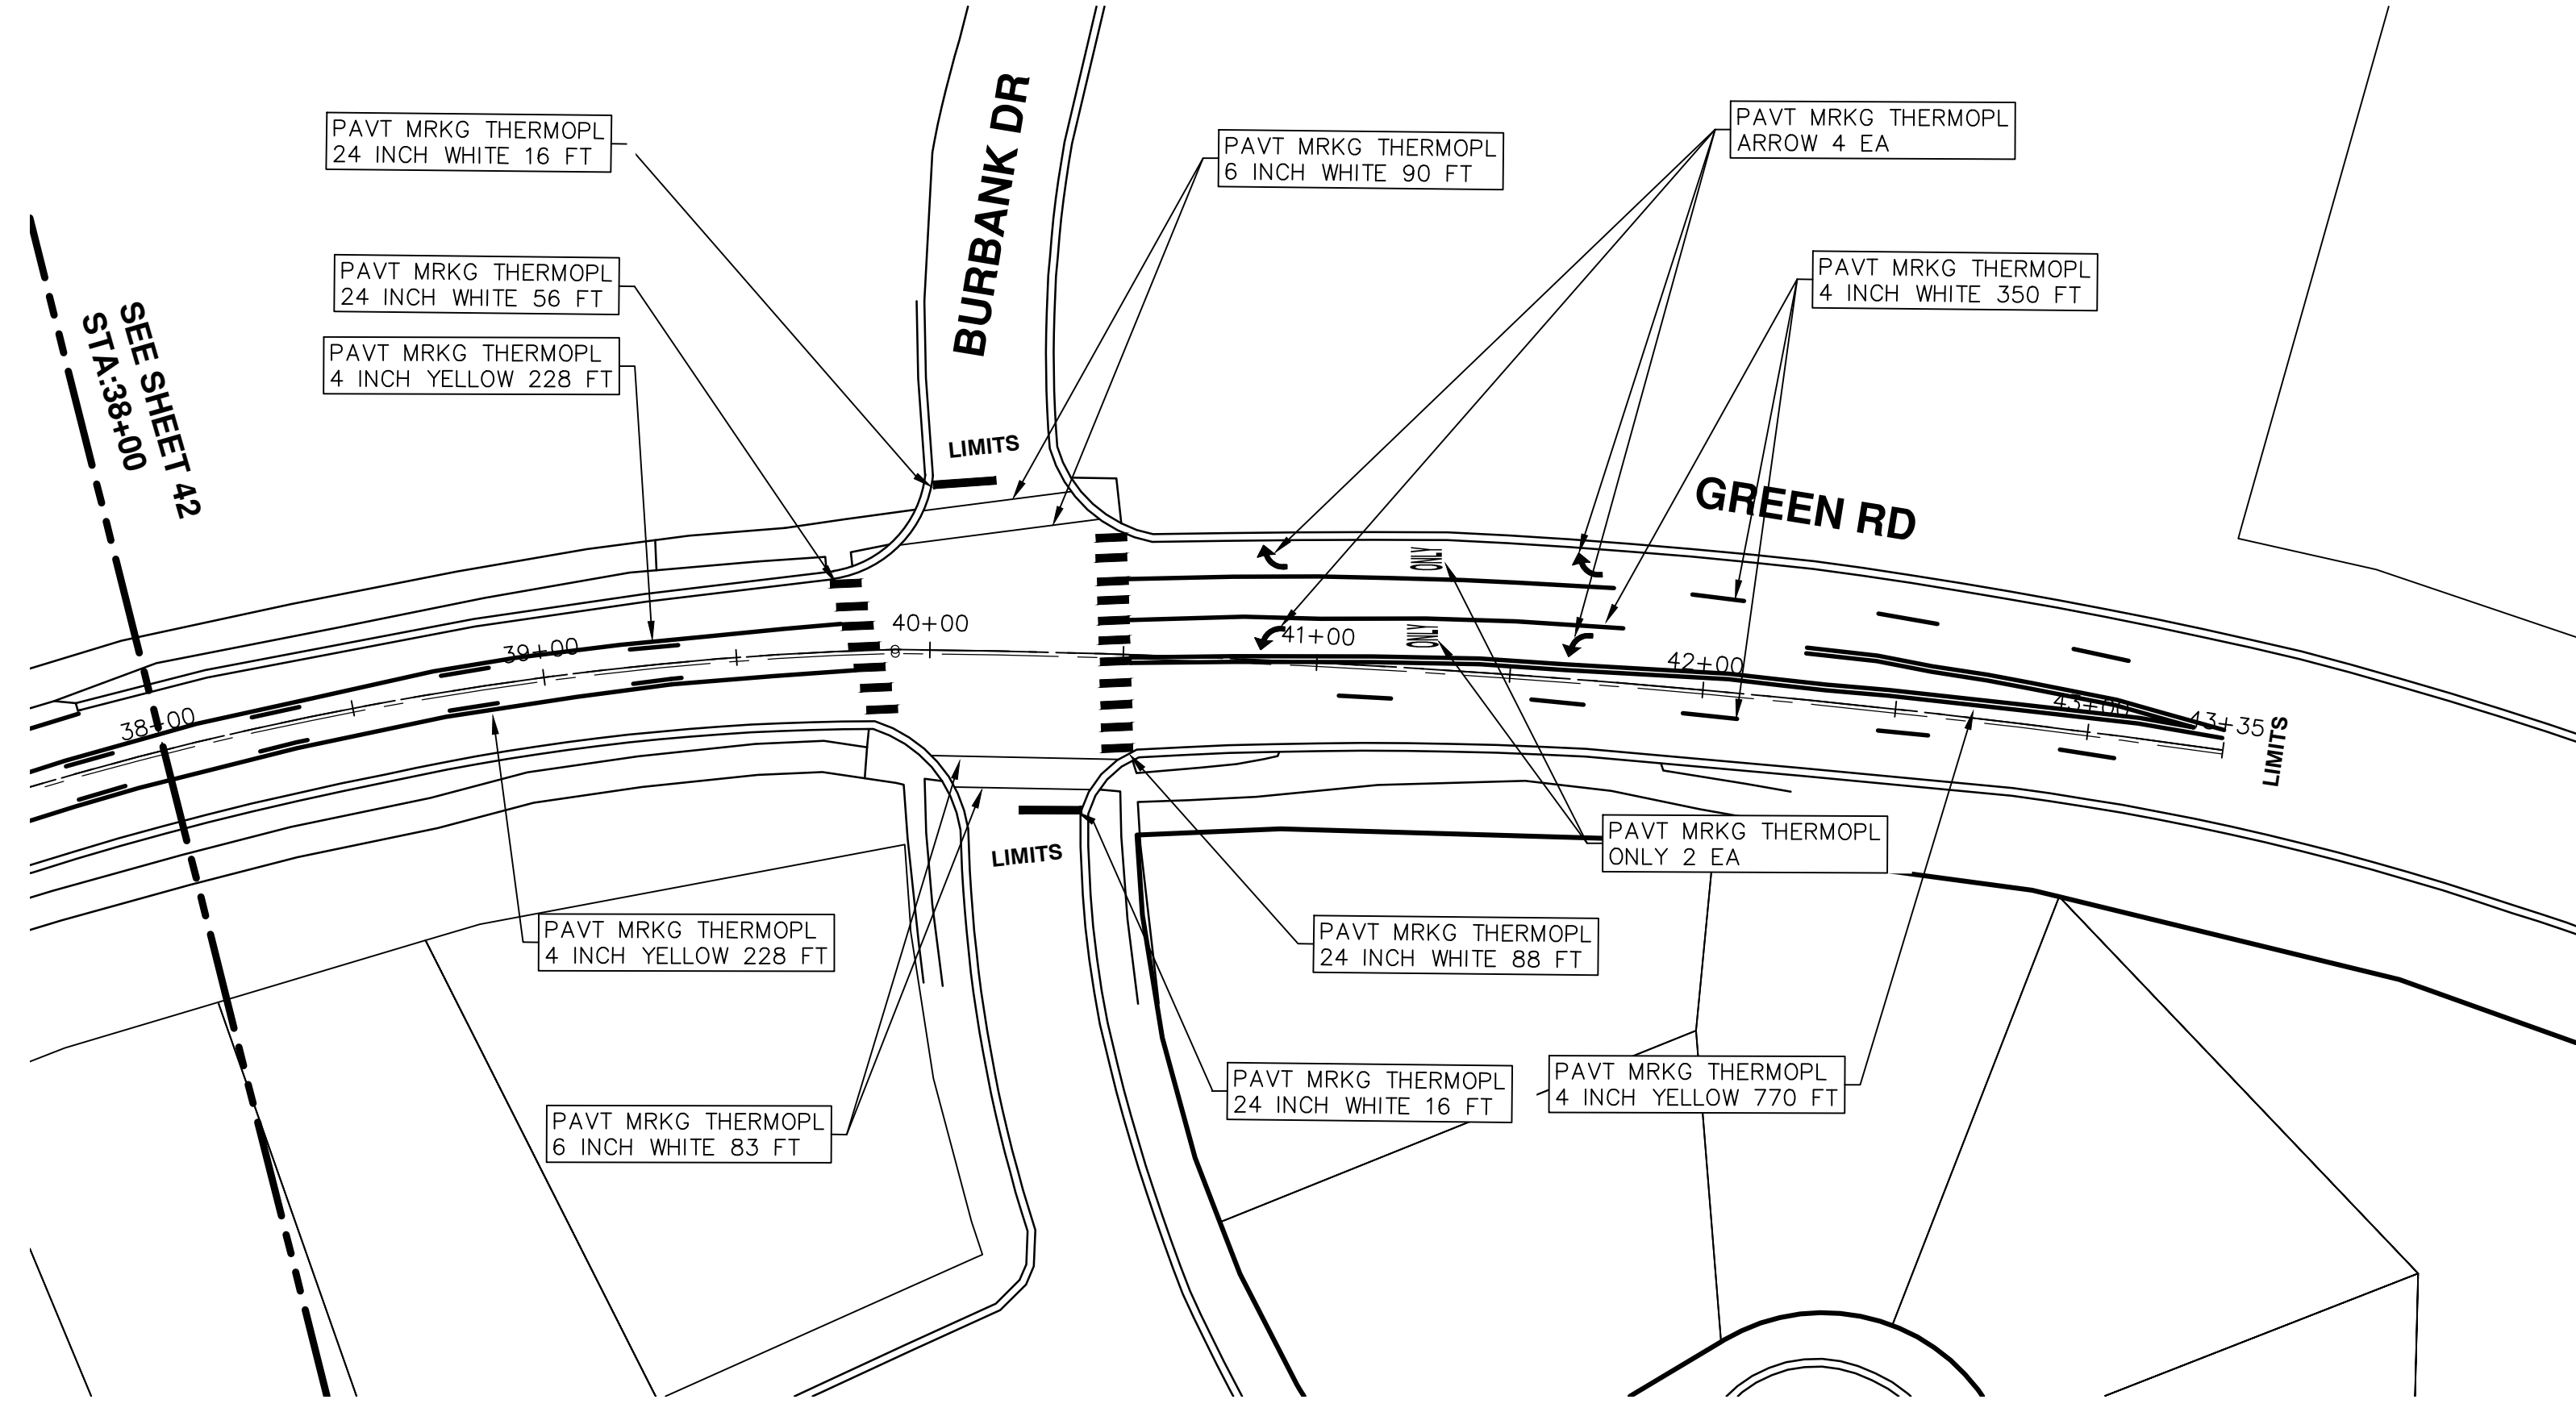 PAVT MRKG THERMOPL
24 INCH WHITE 16 FT
PAVT MRKG THERMOPL
24 INCH WHITE 56 FT
PAVT MRKG THERMOPL
4 INCH YELLOW 228 FT
SEE SHEET 42
STA:38+00
BURBANK DR
LIMITS
PAVT MRKG THERMOPL
6 INCH WHITE 90 FT
PAVT MRKG THERMOPL
ARROW 4 EA
PAVT MRKG THERMOPL
4 INCH WHITE 350 FT
GREEN RD
ONLY
ONLY
38+00
39+00
40+00
41+00
42+00
43+00
43+35
LIMITS
LIMITS
PAVT MRKG THERMOPL
ONLY 2 EA
PAVT MRKG THERMOPL
4 INCH YELLOW 228 FT
PAVT MRKG THERMOPL
24 INCH WHITE 88 FT
PAVT MRKG THERMOPL
6 INCH WHITE 83 FT
PAVT MRKG THERMOPL
24 INCH WHITE 16 FT
PAVT MRKG THERMOPL
4 INCH YELLOW 770 FT